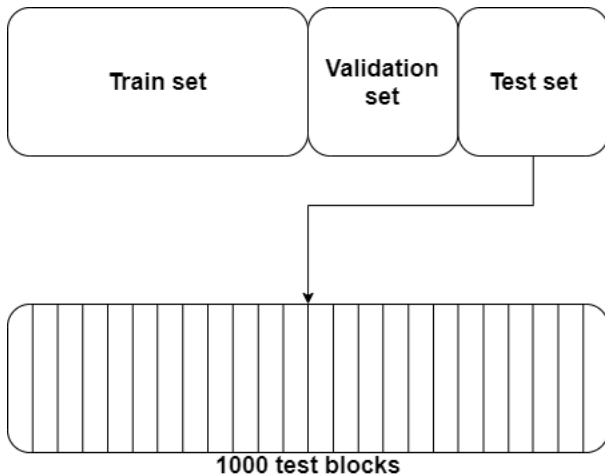 Train set
Validation
set
Test set
1000 test blocks